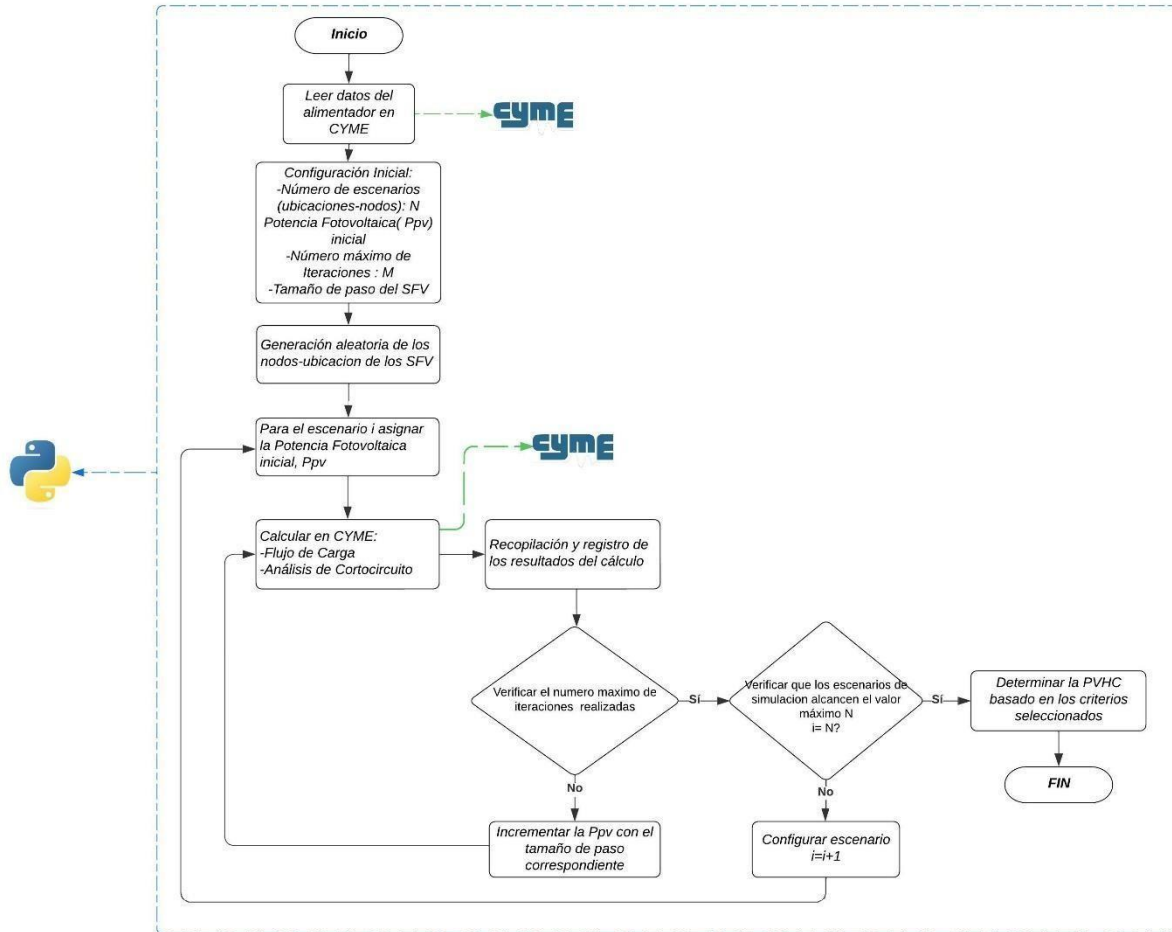 Inicio
Leer datos del
alimentador en
CYME
CYME
Configuración Inicial:
-Número de escenarios
(ubicaciones-nodos): N
Potencia Fotovoltaica( Ppv)
inicial
-Número máximo de
Iteraciones : M
-Tamaño de paso del SFV
Generación aleatoria de los
nodos-ubicacion de los SFV
Para el escenario i asignar
la Potencia Fotovoltaica
inicial, Ppv
CYME
Calcular en CYME:
-Flujo de Carga
-Análisis de Cortocircuito
Recopilación y registro de
los resultados del cálculo
Verificar el numero maximo de
iteraciones realizadas
Sí
Verificar que los escenarios de
simulacion alcancen el valor
máximo N
i= N?
Sí
Determinar la PVHC
basado en los criterios
seleccionados
FIN
No
Incrementar la Ppv con el
tamaño de paso
correspondiente
No
Configurar escenario
i=i+1